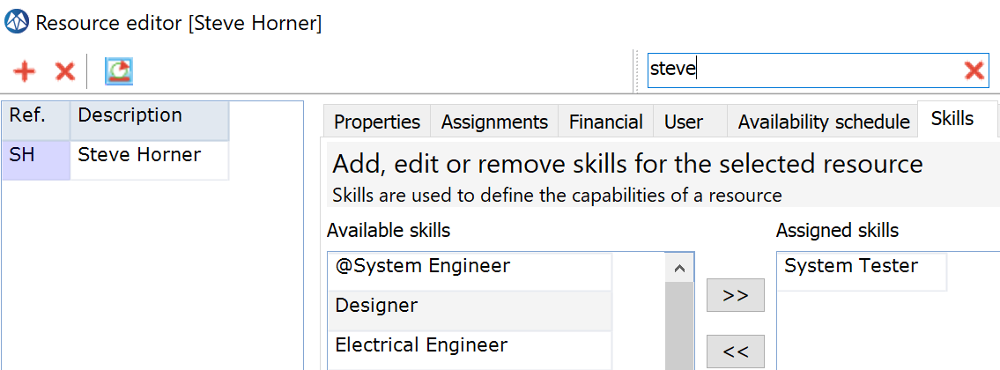 Resource editor [Steve Horner]
steve
Ref. Description
SH Steve Horner
Properties Assignments Financial User Availability schedule Skills
Add, edit or remove skills for the selected resource
Skills are used to define the capabilities of a resource
Available skills Assigned skills
@System Engineer System Tester
>>
Designer
Electrical Engineer
<<